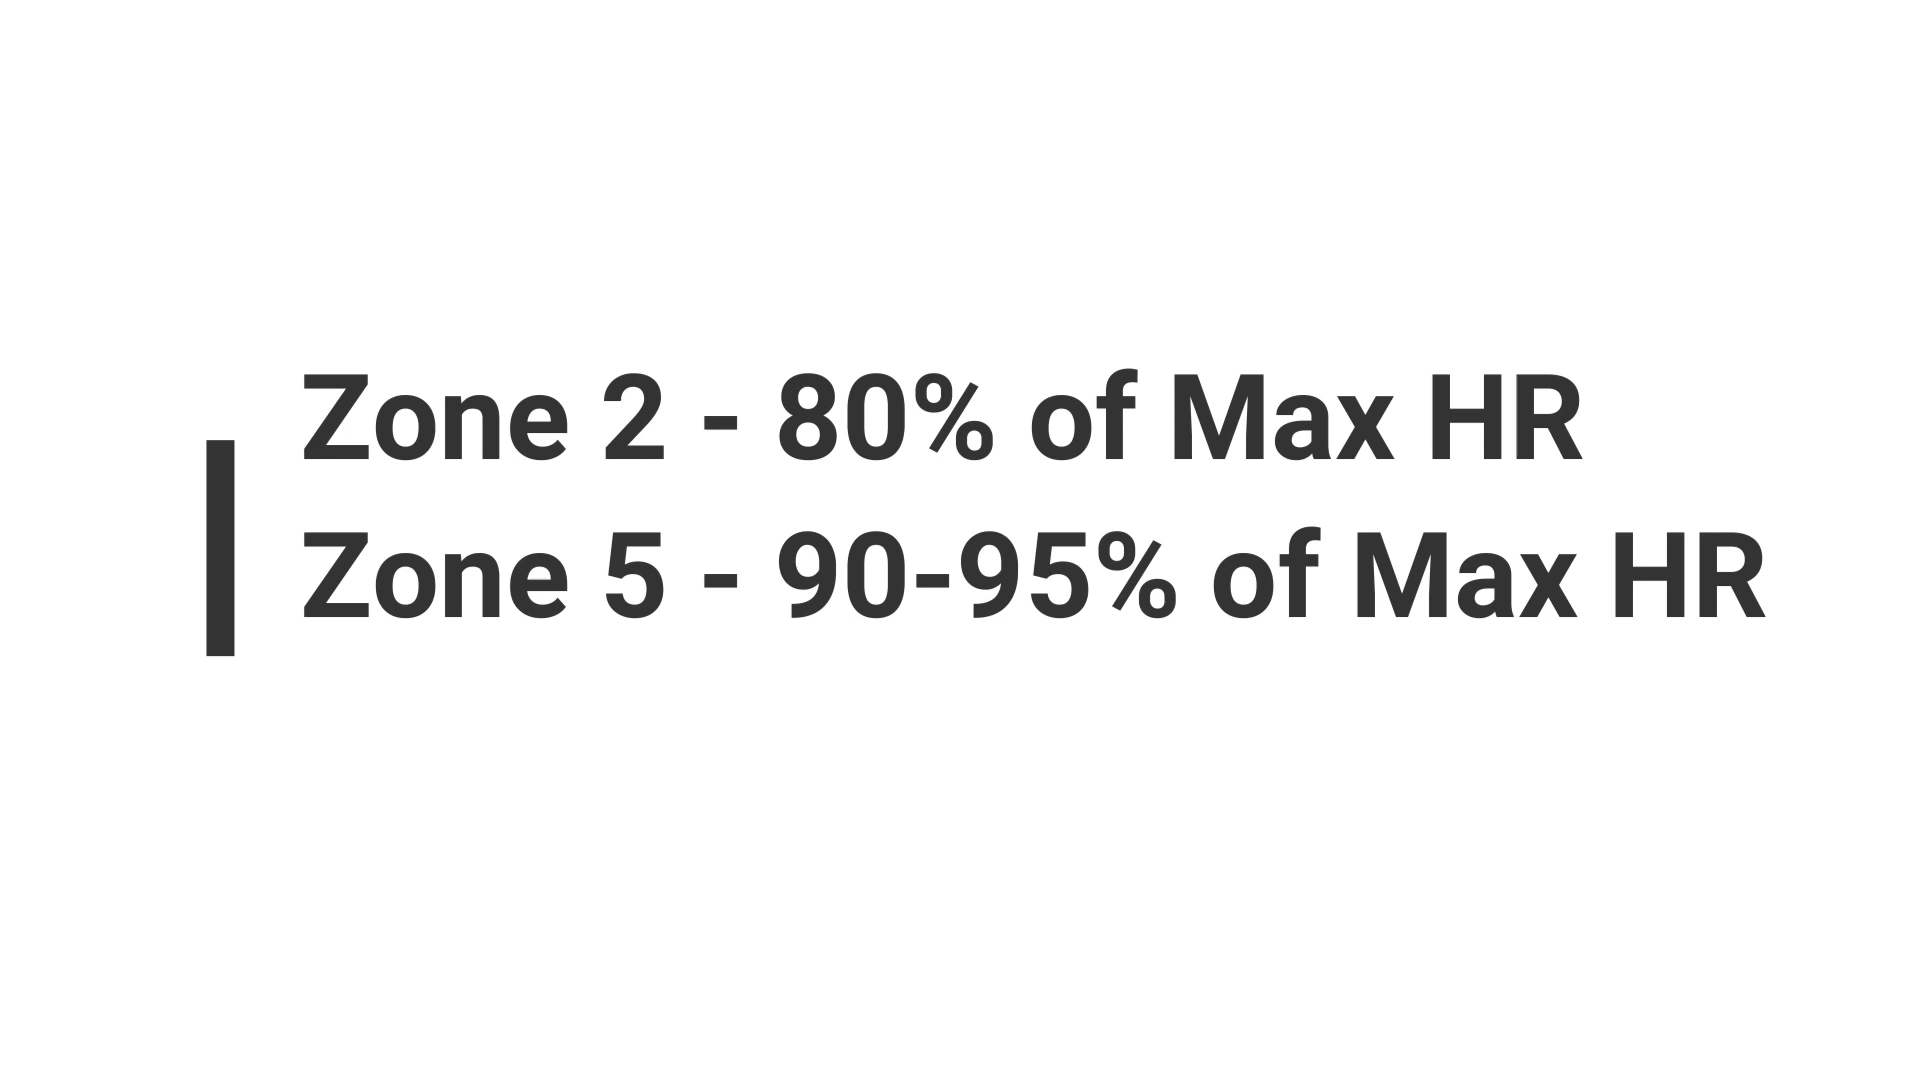 Zone 2 - 80% of Max HR
Zone 5 - 90-95% of Max HR